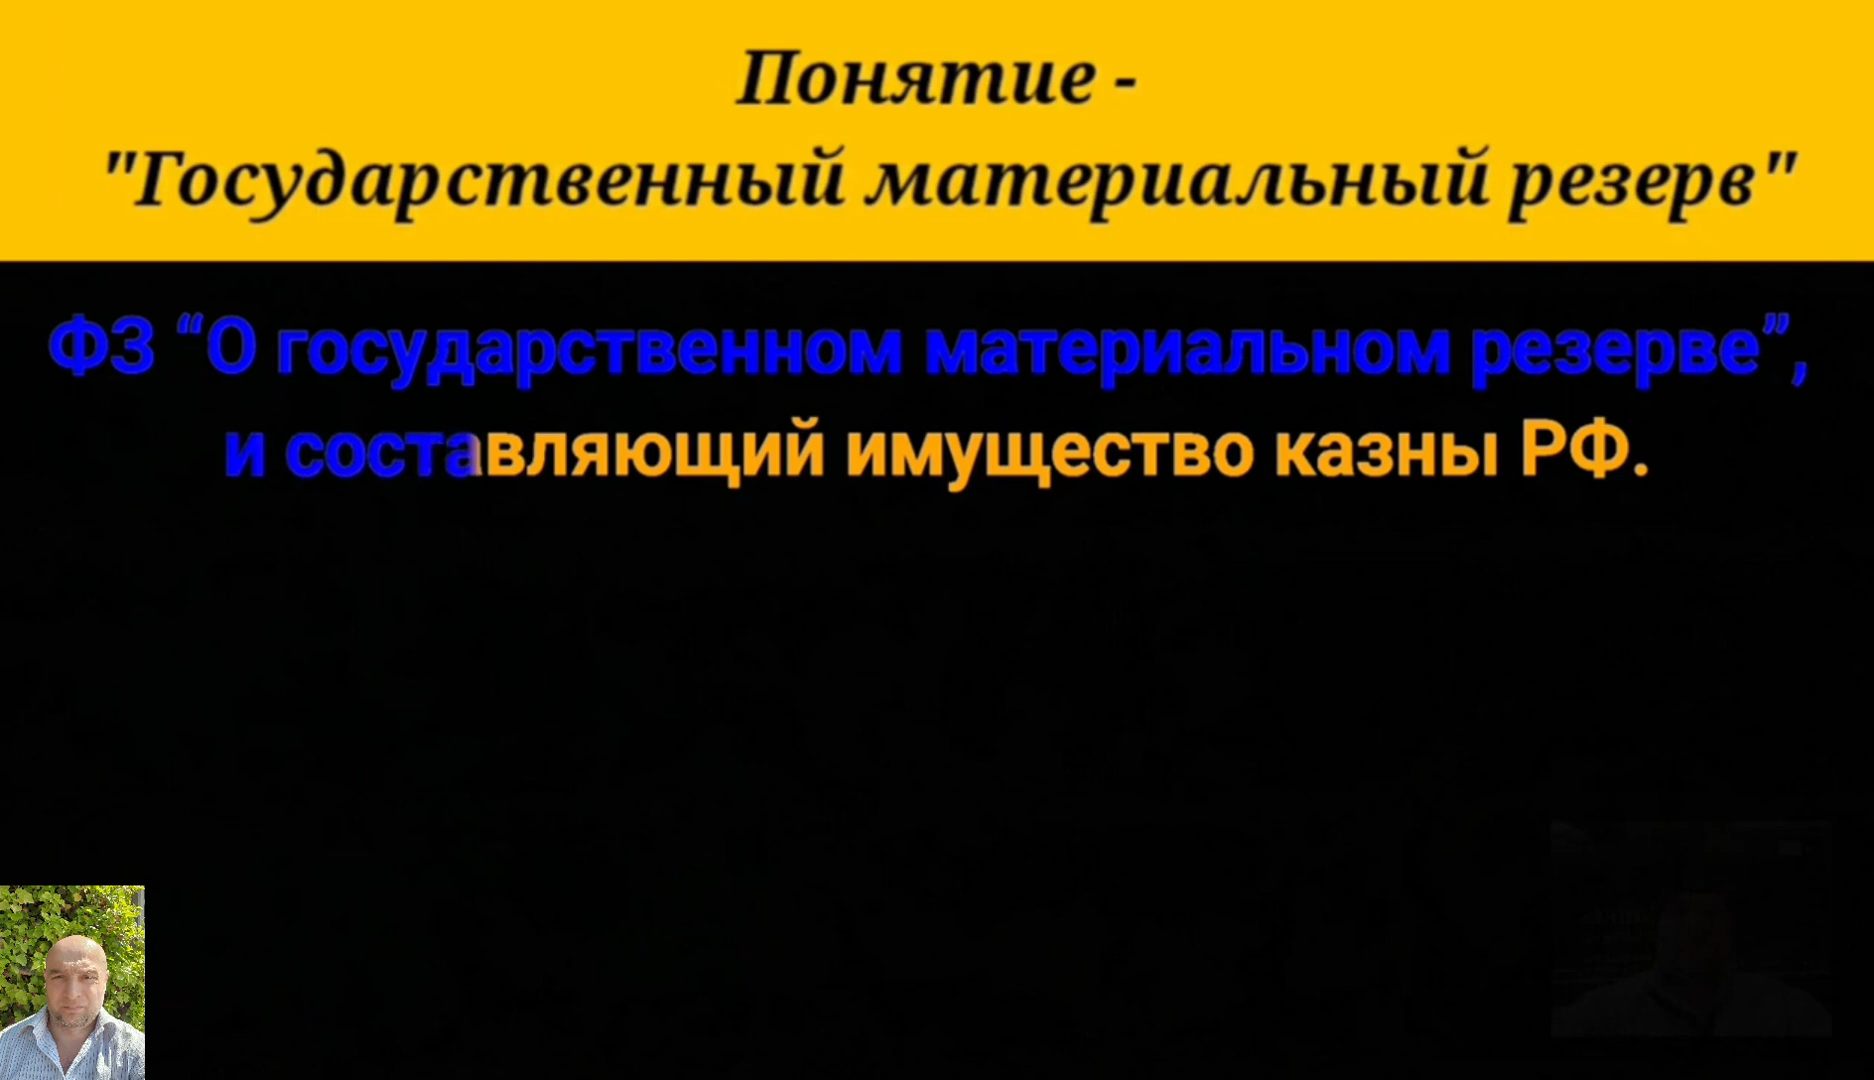 Понятие -
"Государственный материальный резерв"
ФЗ “О государственном материальном резерве”,
и составляющий имущество казны РФ.